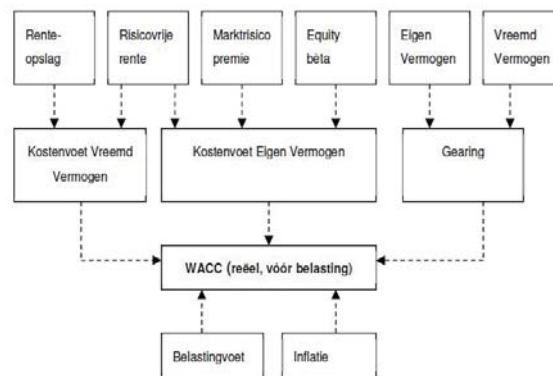 Rente-
opslag
Risicovrije
rente
Marktrisico
premie
Equity
bèta
Eigen
Vermogen
Vreemd
Vermogen
Kostenvoet Vreemd
Vermogen
Kostenvoet Eigen Vermogen
Gearing
WACC (reëel, vóór belasting)
Belastingvoet
Inflatie